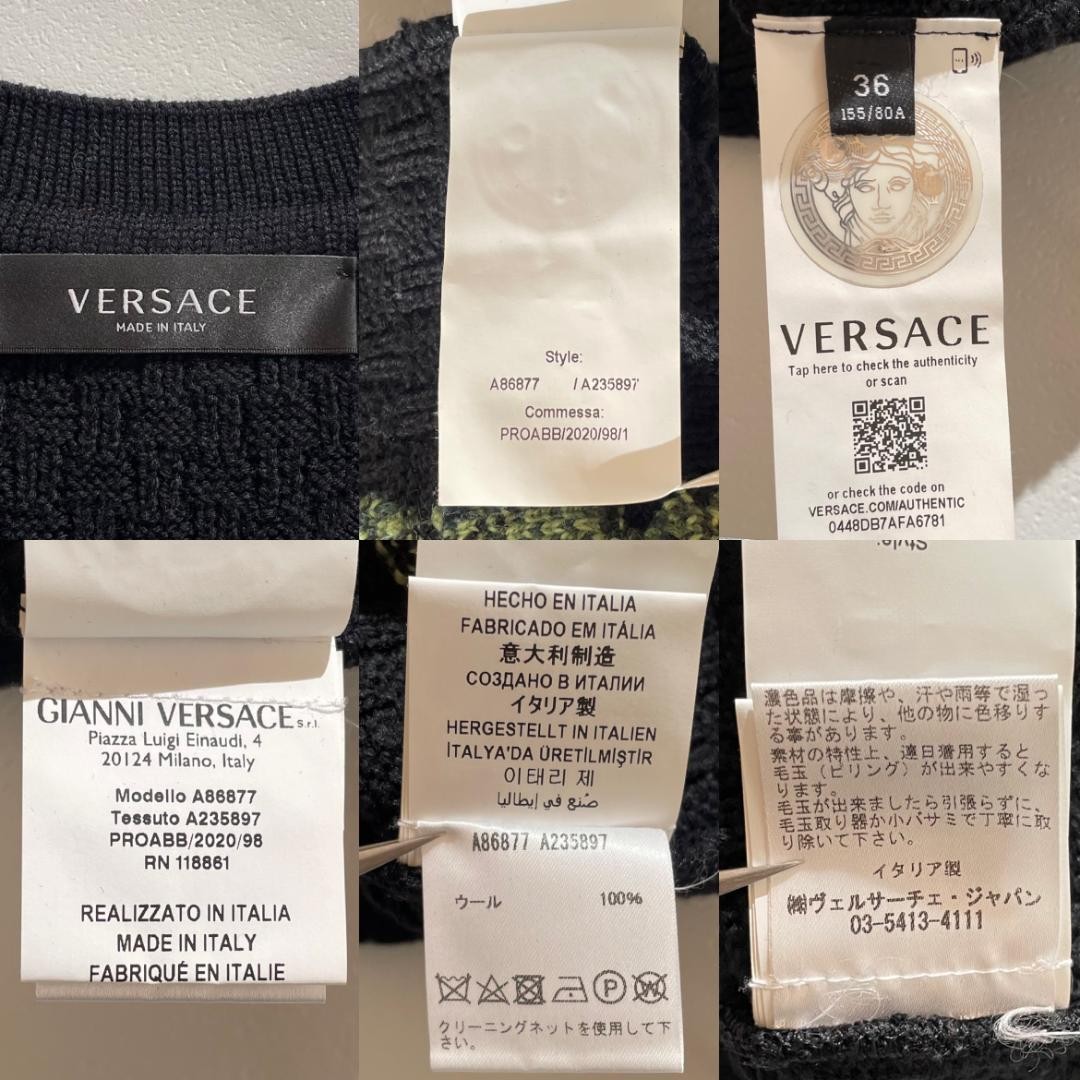 VERSACE
MADE IN ITALY
Style:
A86877 / A235897
Commessa:
PROABB/2020/98/1
36
155/80A
VERSACE
Tap here to check the authenticity
or scan
or check the code on
VERSACE.COM/AUTHENTIC
0448DB7AFA6781
GIANNI VERSACE S.r.l.
Piazza Luigi Einaudi, 4
20124 Milano, Italy
Modello A86877
Tessuto A235897
PROABB/2020/98
RN 118861
REALIZZATO IN ITALIA
MADE IN ITALY
FABRIQUÉ EN ITALIE
HECHO EN ITALIA
FABRICADO EM ITÁLIA
意大利制造
СОЗДАНО В ИТАЛИИ
イタリア製
HERGESTELLT IN ITALIEN
İTALYA'DA ÜRETİLMİŞTİR
이태리 제
صنع في إيطاليا
A86877 A235897
ウール 100%
P
W
クリーニングネットを使用して下
さい。
Style:
濃色品は摩擦や、汗や雨等で湿っ
た状態により、他の物に色移りす
る事があります。
素材の特性上、連日着用すると
毛玉（ピリング）が出来やすくな
ります。
毛玉が出来ましたら引張らずに、
毛玉取り器か小バサミで丁寧に取
り除いて下さい。
イタリア製
㈱ヴェルサーチェ・ジャパン
03-5413-4111